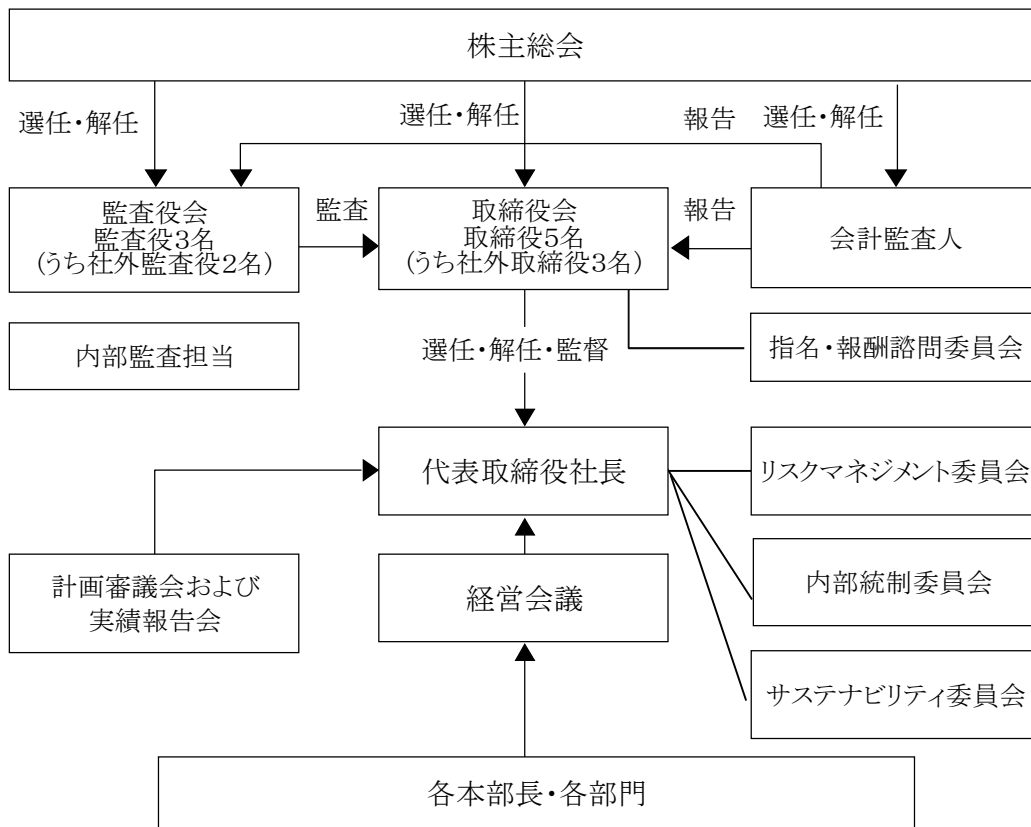 株主総会
選任・解任
選任・解任
報告
選任・解任
監査役会
監査役3名
(うち社外監査役2名)
監査
取締役会
取締役5名
(うち社外取締役3名)
報告
会計監査人
内部監査担当
選任・解任・監督
指名・報酬諮問委員会
代表取締役社長
リスクマネジメント委員会
計画審議会および
実績報告会
経営会議
内部統制委員会
サステナビリティ委員会
各本部長・各部門